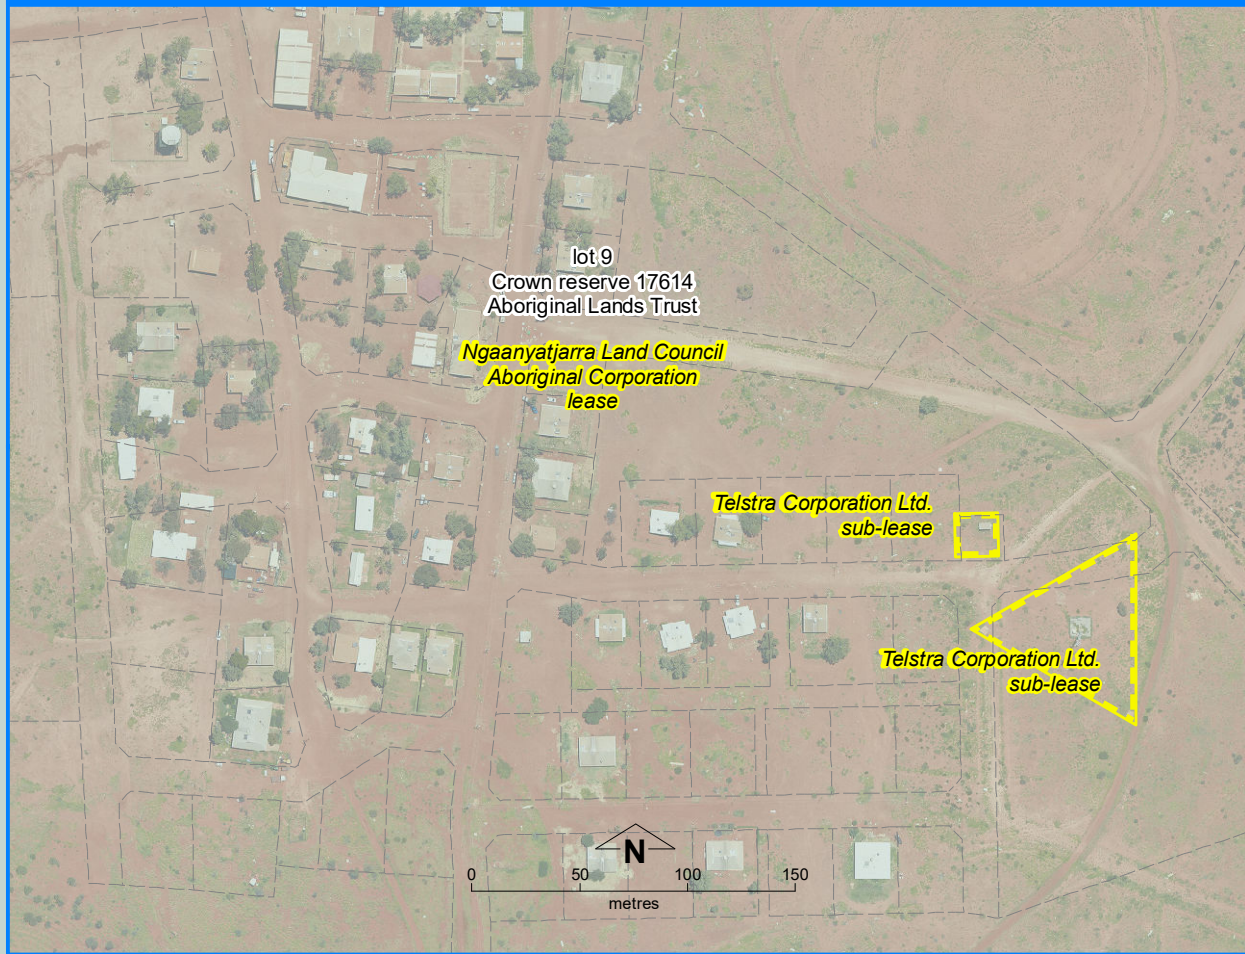 lot 9
Crown reserve 17614
Aboriginal Lands Trust
Ngaanyatjarra Land Council
Aboriginal Corporation
lease
Telstra Corporation Ltd.
sub-lease
Telstra Corporation Ltd.
sub-lease
N
0 50 100 150
metres